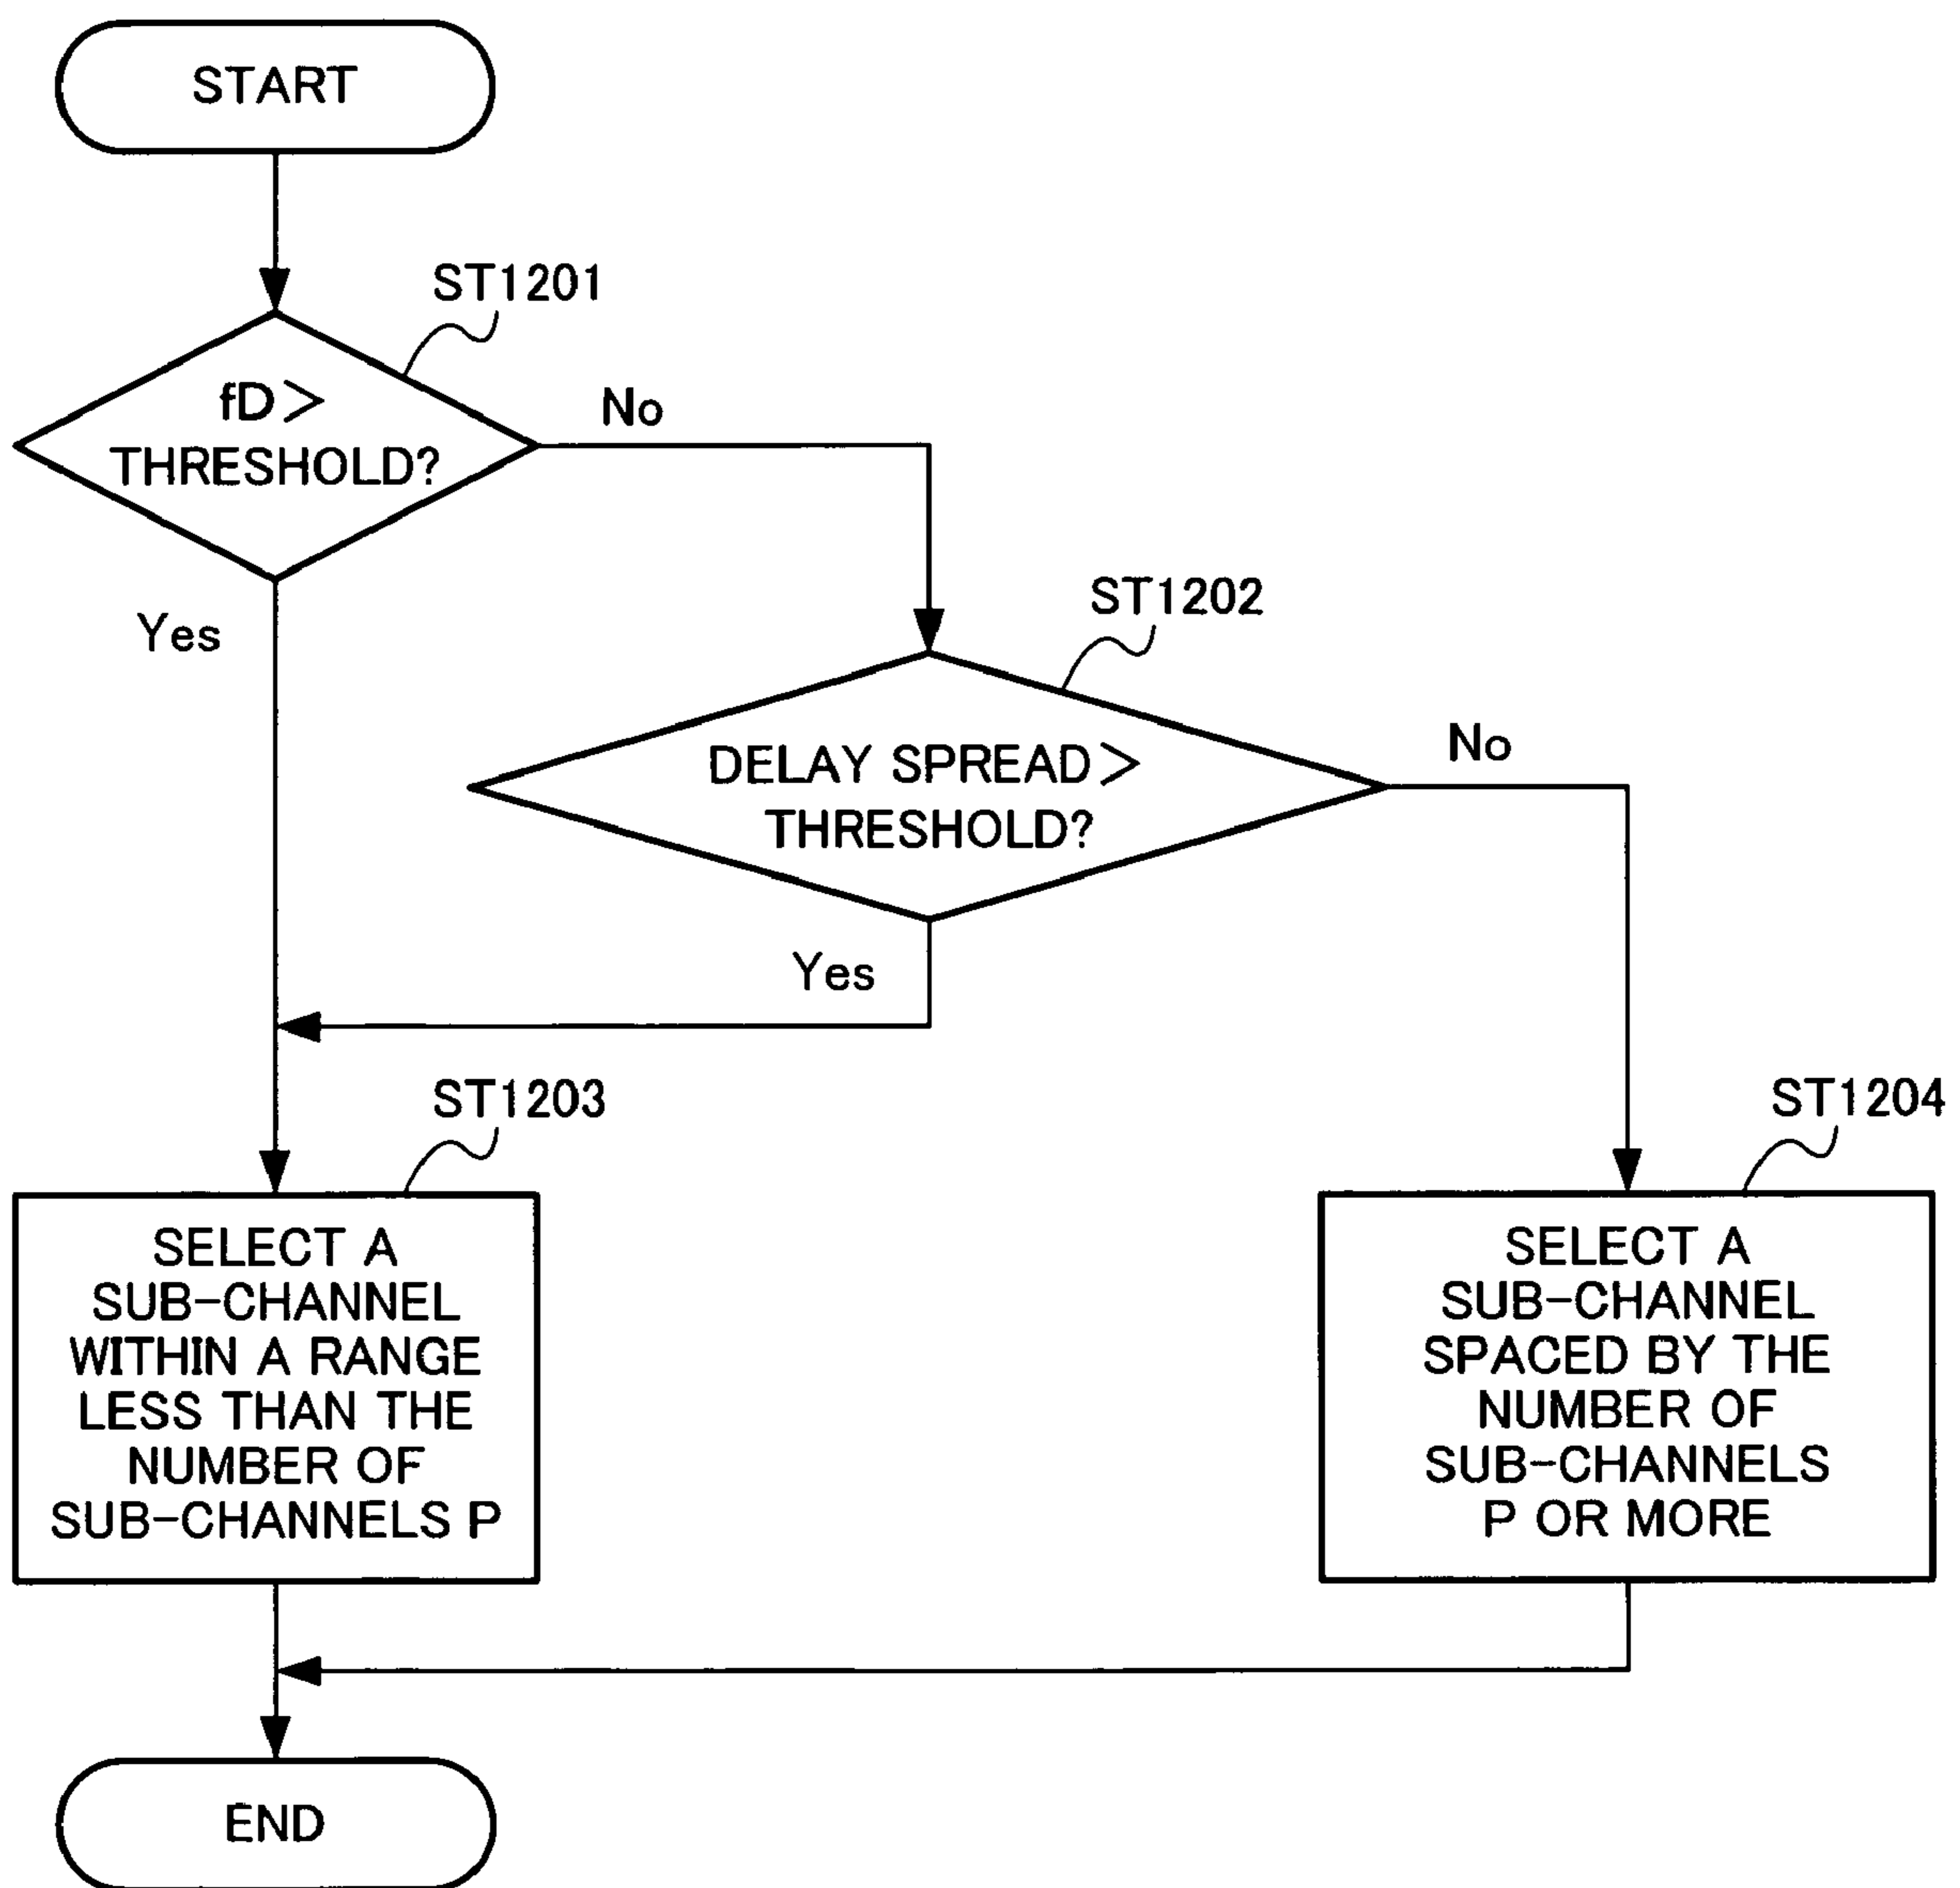 START
ST1201
fD>
THRESHOLD?
No
Yes
ST1202
DELAY SPREAD>
THRESHOLD?
No
Yes
ST1203
SELECT A
SUB-CHANNEL
WITHIN A RANGE
LESS THAN THE
NUMBER OF
SUB-CHANNELS P
ST1204
SELECT A
SUB-CHANNEL
SPACED BY THE
NUMBER OF
SUB-CHANNELS
P OR MORE
END